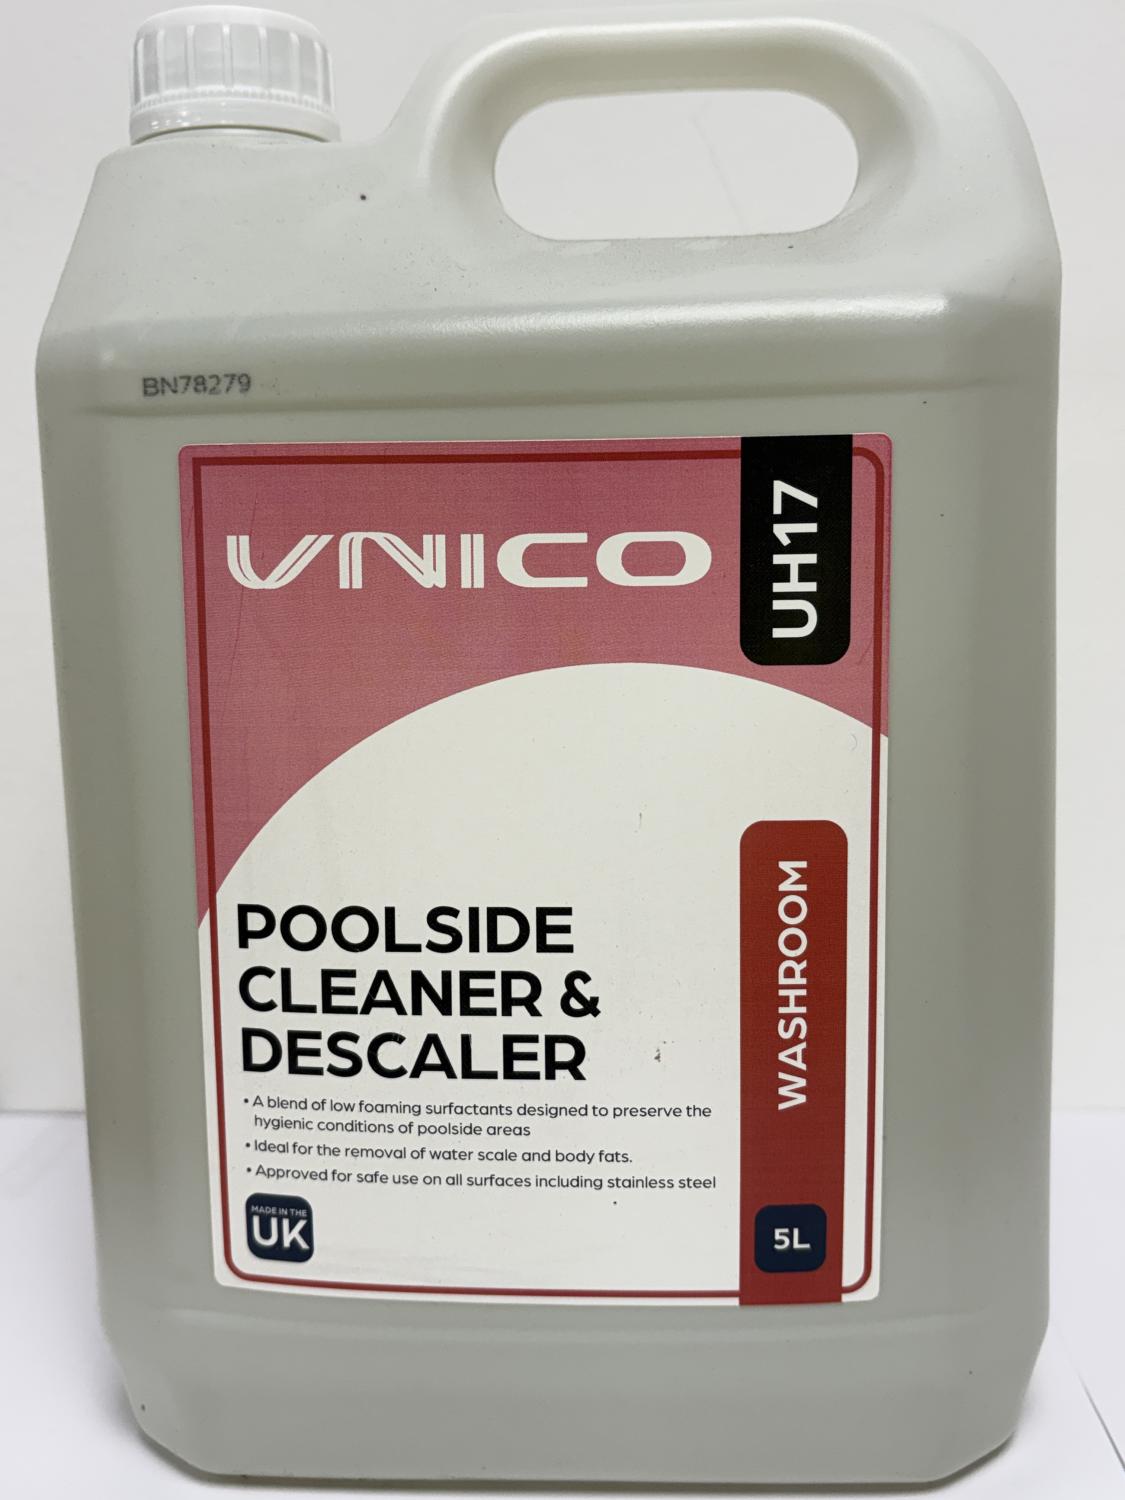 BN78279
UNICO
UH17
POOLSIDE
CLEANER &
DESCALER
• A blend of low foaming surfactants designed to preserve the
hygienic conditions of poolside areas
• Ideal for the removal of water scale and body fats.
• Approved for safe use on all surfaces including stainless steel
MADE IN THE
UK
WASHROOM
5L